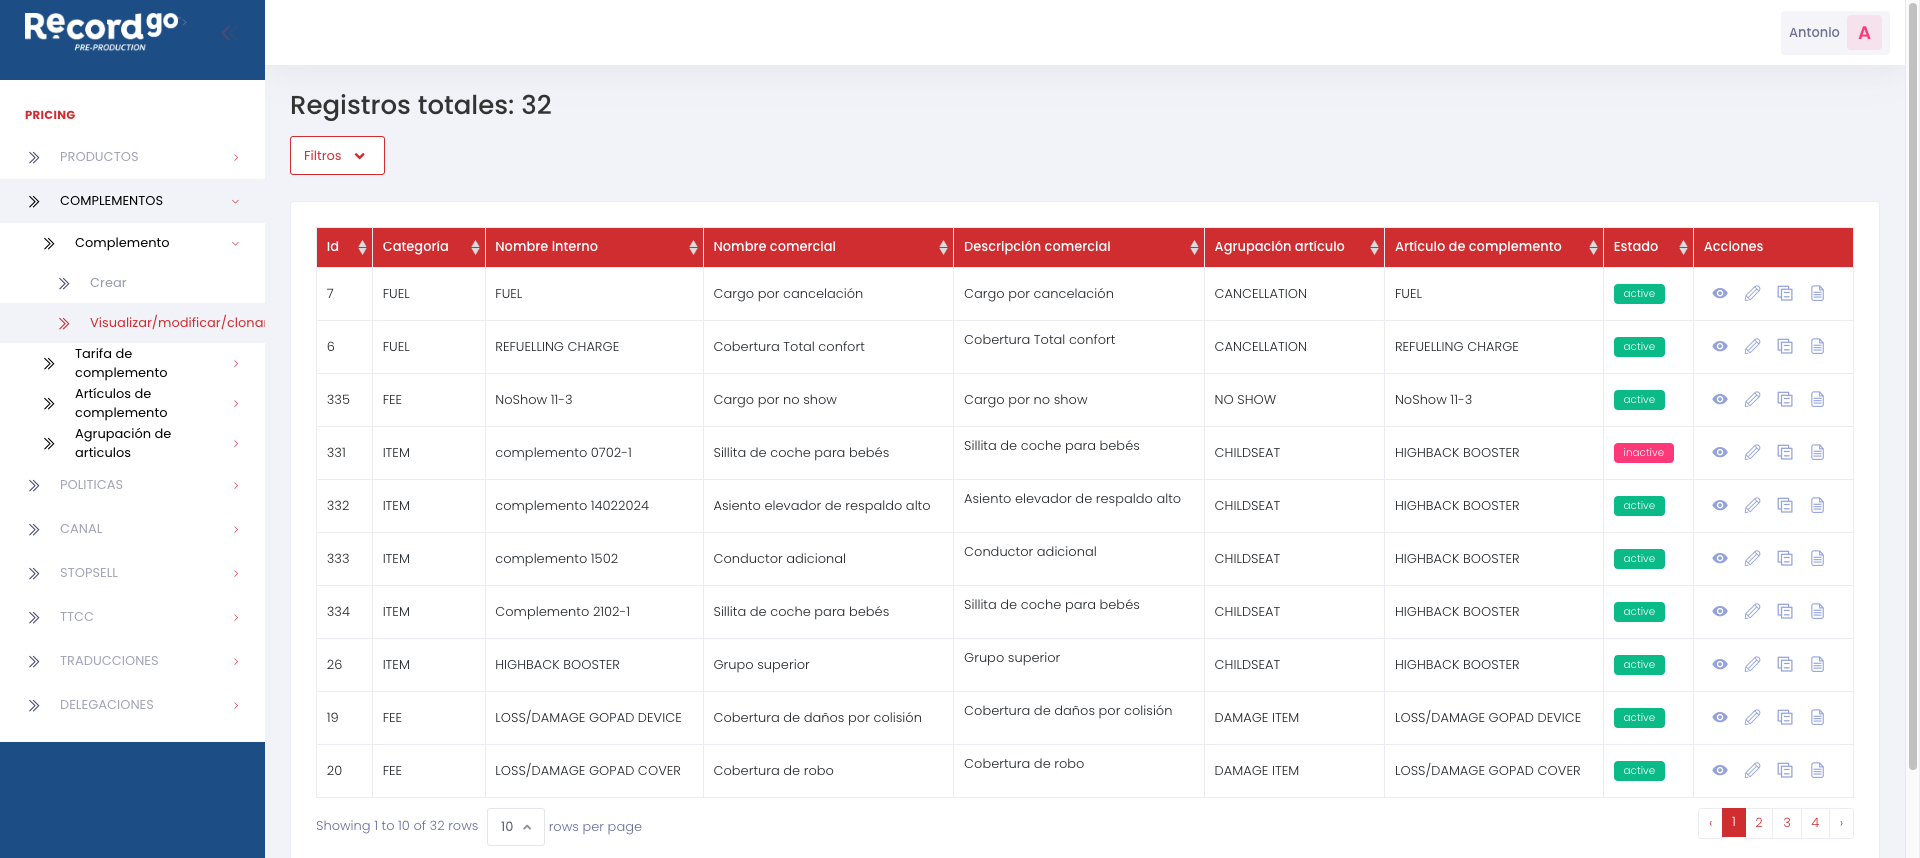 Recordgo
PRE-PRODUCTION
Antonio A
PRICING
PRODUCTOS
COMPLEMENTOS
Complemento
Crear
Visualizar/modificar/clonar
Tarifa de
complemento
Artículos de
complemento
Agrupación de
articulos
POLITICAS
CANAL
STOPSELL
TTCC
TRADUCCIONES
DELEGACIONES
Registros totales: 32
Filtros
Id Categoría Nombre interno Nombre comercial Descripción comercial Agrupación artículo Artículo de complemento Estado Acciones
7 FUEL FUEL Cargo por cancelación Cargo por cancelación CANCELLATION FUEL active
6 FUEL REFUELLING CHARGE Cobertura Total confort Cobertura Total confort CANCELLATION REFUELLING CHARGE active
335 FEE NoShow 11-3 Cargo por no show Cargo por no show NO SHOW NoShow 11-3 active
331 ITEM complemento 0702-1 Sillita de coche para bebés Sillita de coche para bebés CHILDSEAT HIGHBACK BOOSTER inactive
332 ITEM complemento 14022024 Asiento elevador de respaldo alto Asiento elevador de respaldo alto CHILDSEAT HIGHBACK BOOSTER active
333 ITEM complemento 1502 Conductor adicional Conductor adicional CHILDSEAT HIGHBACK BOOSTER active
334 ITEM Complemento 2102-1 Sillita de coche para bebés Sillita de coche para bebés CHILDSEAT HIGHBACK BOOSTER active
26 ITEM HIGHBACK BOOSTER Grupo superior Grupo superior CHILDSEAT HIGHBACK BOOSTER active
19 FEE LOSS/DAMAGE GOPAD DEVICE Cobertura de daños por colisión Cobertura de daños por colisión DAMAGE ITEM LOSS/DAMAGE GOPAD DEVICE active
20 FEE LOSS/DAMAGE GOPAD COVER Cobertura de robo Cobertura de robo DAMAGE ITEM LOSS/DAMAGE GOPAD COVER active
Showing 1 to 10 of 32 rows 10 rows per page ‹ 1 2 3 4 ›